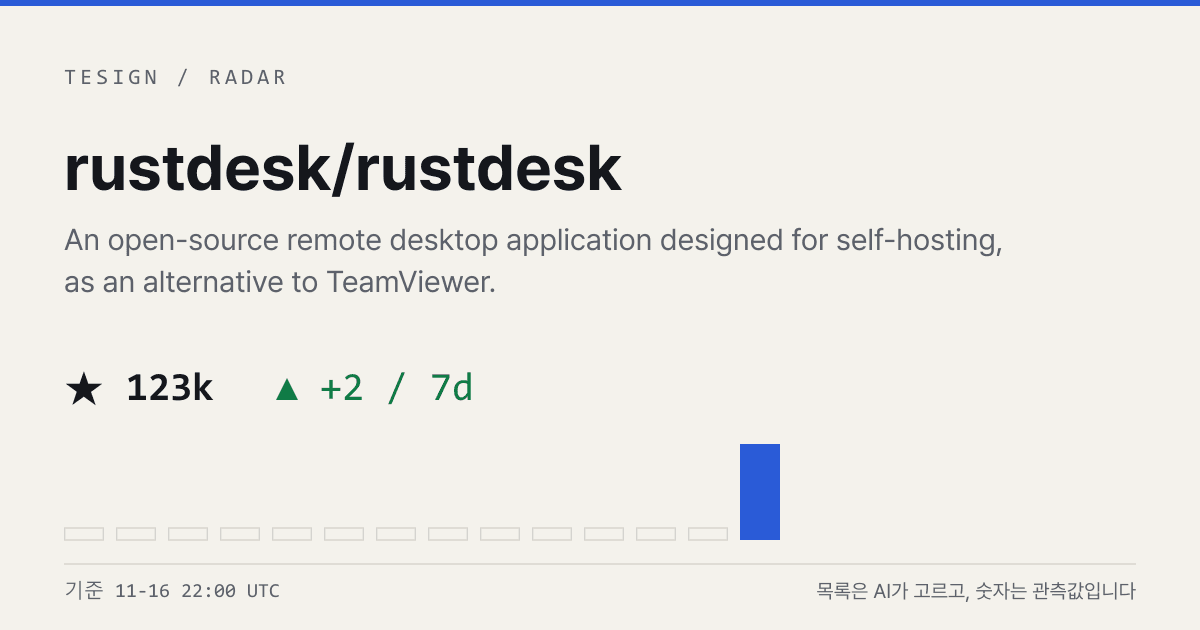 TESIGN / RADAR
rustdesk/rustdesk
An open-source remote desktop application designed for self-hosting,
as an alternative to TeamViewer.
★ 123k ▲ +2 / 7d
기준 11-16 22:00 UTC
목록은 AI가 고르고, 숫자는 관측값입니다